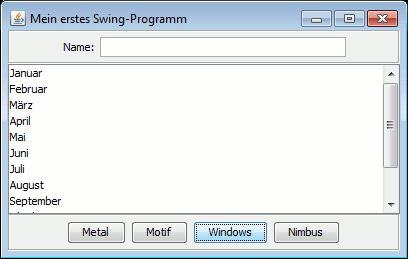 Mein erstes Swing-Programm
Name:
Januar
Februar
März
April
Mai
Juni
Juli
August
September
Metal Motif Windows Nimbus